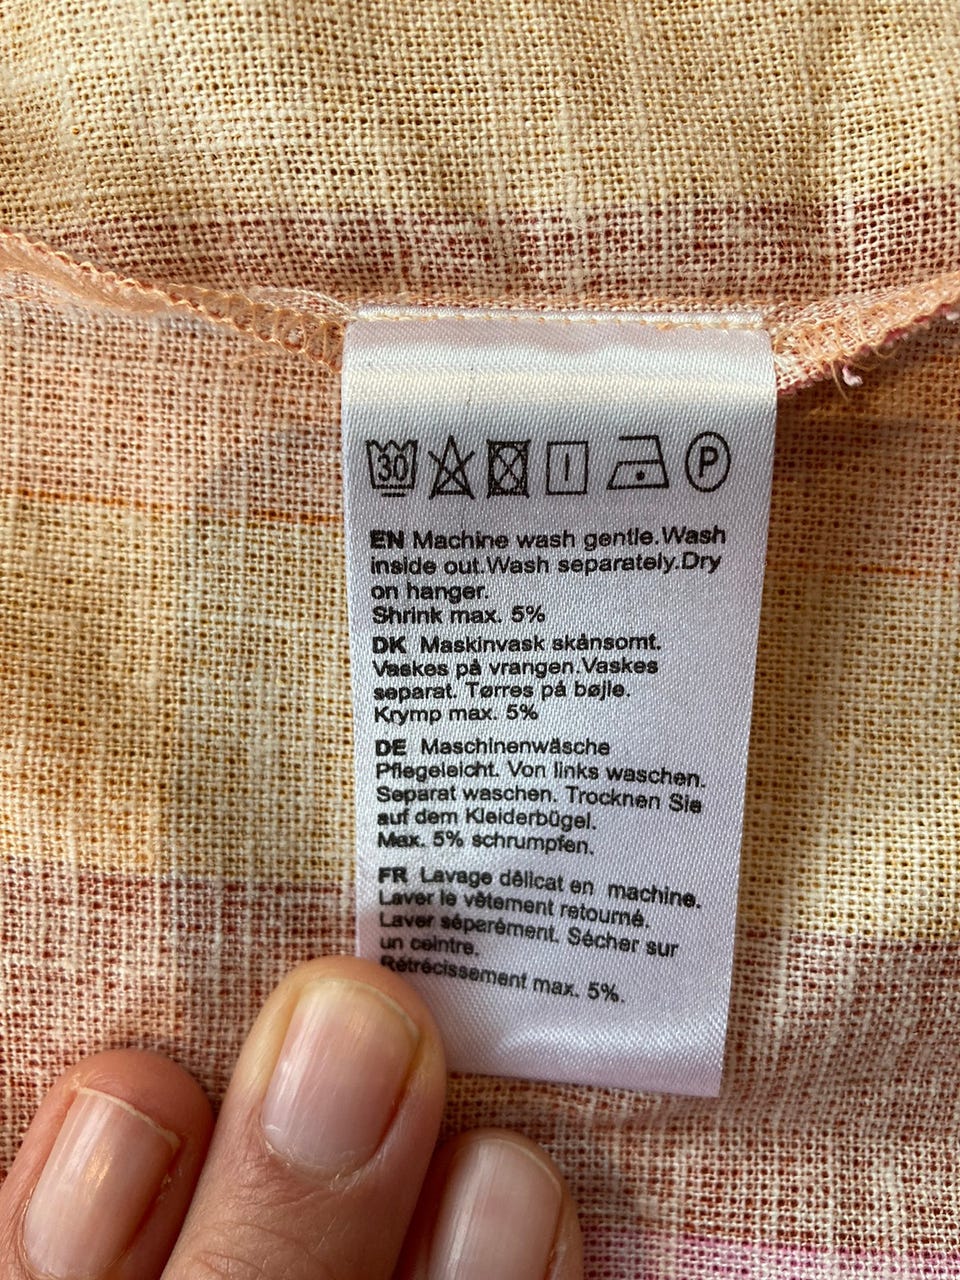 30 P
EN Machine wash gentle.Wash
inside out.Wash separately.Dry
on hanger.
Shrink max. 5%
DK Maskinvask skånsomt.
Vaskes på vrangen.Vaskes
separat. Tørres på bøjle.
Krymp max. 5%
DE Maschinenwäsche
Pflegeleicht. Von links waschen.
Separat waschen. Trocknen Sie
auf dem Kleiderbügel.
Max. 5% schrumpfen.
FR Lavage délicat en machine.
Laver le vêtement retourné.
Laver séparément. Sécher sur
un ceintre.
Rétrécissement max. 5%.